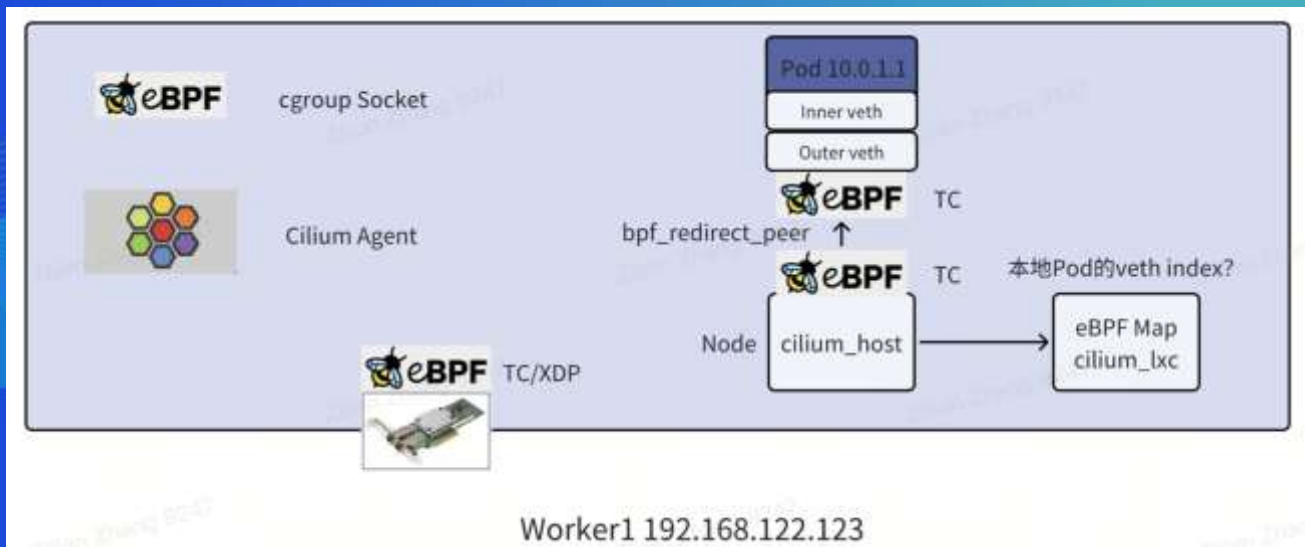 eBPF
cgroup Socket
Cilium Agent
eBPF TC/XDP
Pod 10.0.1.1
Inner veth
Outer veth
eBPF TC
bpf_redirect_peer
eBPF TC
本地Pod的veth index?
Node
cilium_host
eBPF Map
cilium_lxc
Worker1 192.168.122.123